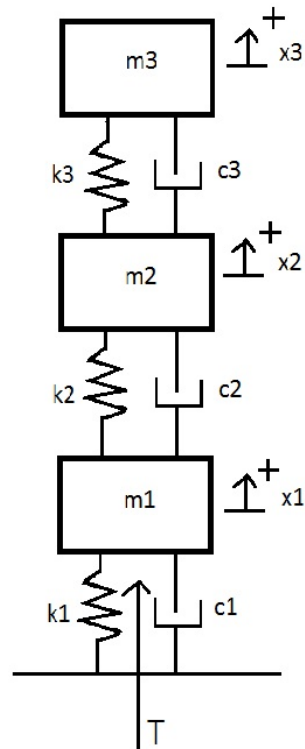 m3
+
x3
k3
c3
+
m2
x2
k2
c2
+
m1
x1
k1
c1
T